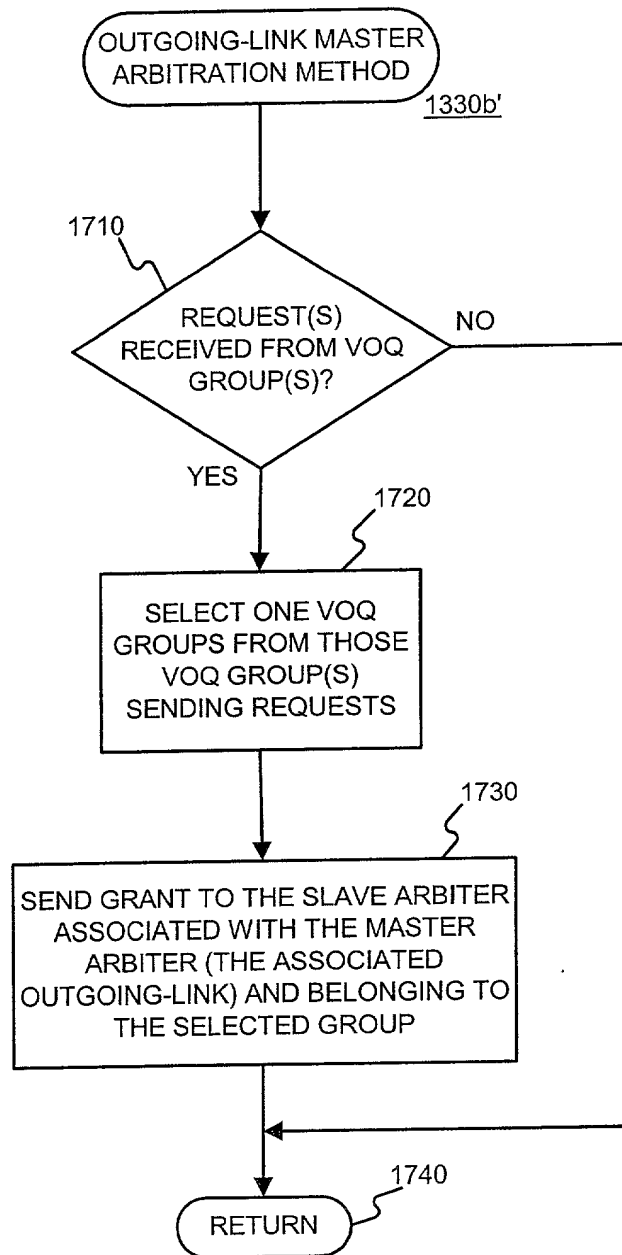 OUTGOING-LINK MASTER
ARBITRATION METHOD
1330b'
1710
REQUEST(S)
RECEIVED FROM VOQ
GROUP(S)?
NO
YES
1720
SELECT ONE VOQ
GROUPS FROM THOSE
VOQ GROUP(S)
SENDING REQUESTS
1730
SEND GRANT TO THE SLAVE ARBITER
ASSOCIATED WITH THE MASTER
ARBITER (THE ASSOCIATED
OUTGOING-LINK) AND BELONGING TO
THE SELECTED GROUP
1740
RETURN